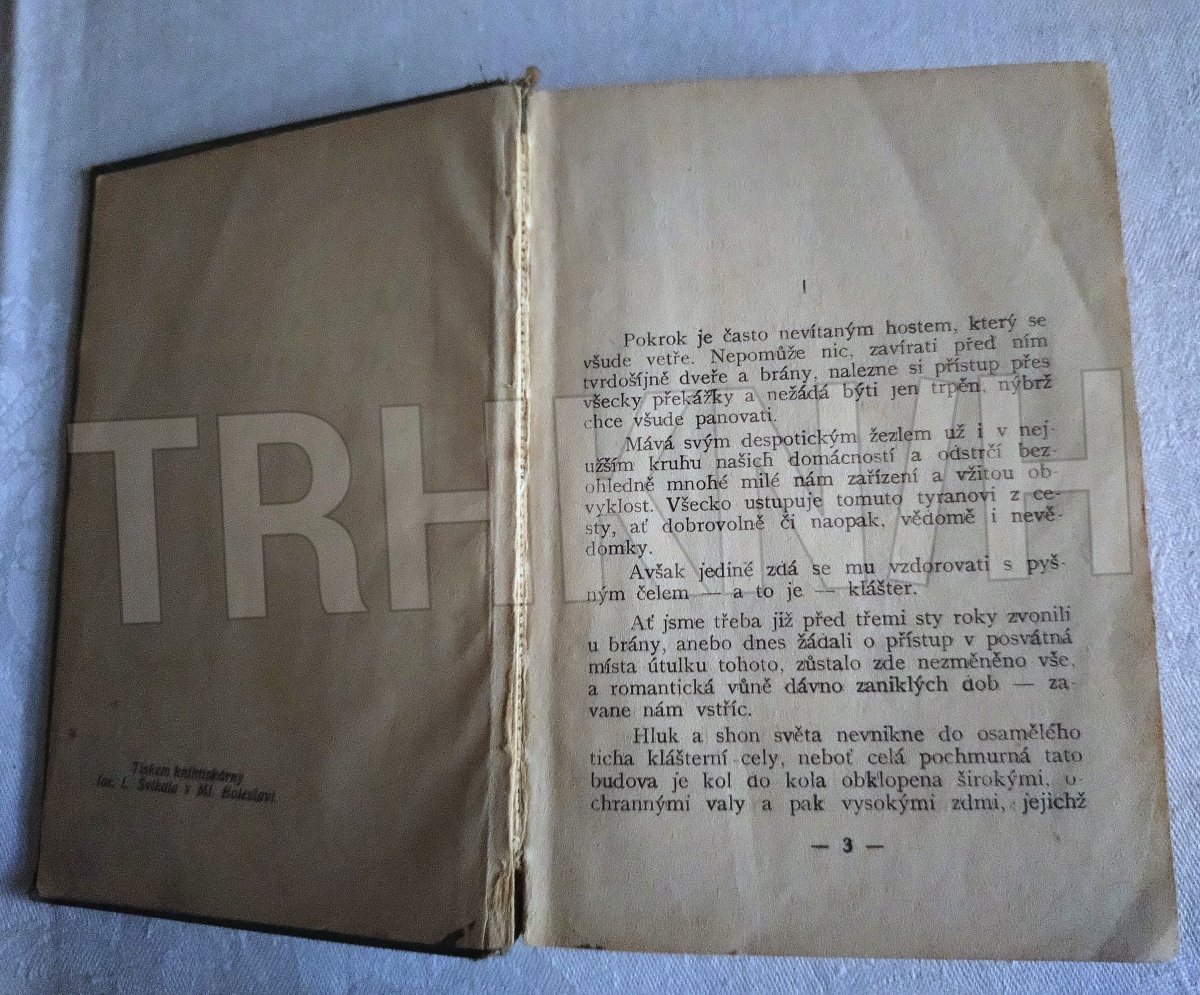 Tiskem knihtiskárny
Jos. L. Švíkala v Ml. Boleslavi
I
Pokrok je často nevítaným hostem, který se
všude vetře. Nepomůže nic, zavírati před ním
tvrdošíjně dveře a brány, nalezne si přístup přes
všecky překážky a nežádá býti jen trpěn, nýbrž
chce všude panovati.
Mává svým despotickým žezlem už i v nej-
užším kruhu našich domácností a odstrčí bez-
ohledně mnohé milé nám zařízení a vžitou ob-
vyklost. Všecko ustupuje tomuto tyranovi z ce-
sty, ať dobrovolně či naopak, vědomě i nevě-
domky.
Avšak jediné zdá se mu vzdorovati s pyš-
ným čelem — a to je — klášter.
Ať jsme třeba již před třemi sty roky zvonili
u brány, anebo dnes žádali o přístup v posvátná
místa útulku tohoto, zůstalo zde nezměněno vše,
a romantická vůně dávno zaniklých dob — za-
vane nám vstříc.
Hluk a shon světa nevnikne do osamělého
ticha klášterní cely, neboť celá pochmurná tato
budova je kol do kola obklopena širokými, o-
chrannými valy a pak vysokými zdmi, jejichž
— 3 —
TRHKNIH